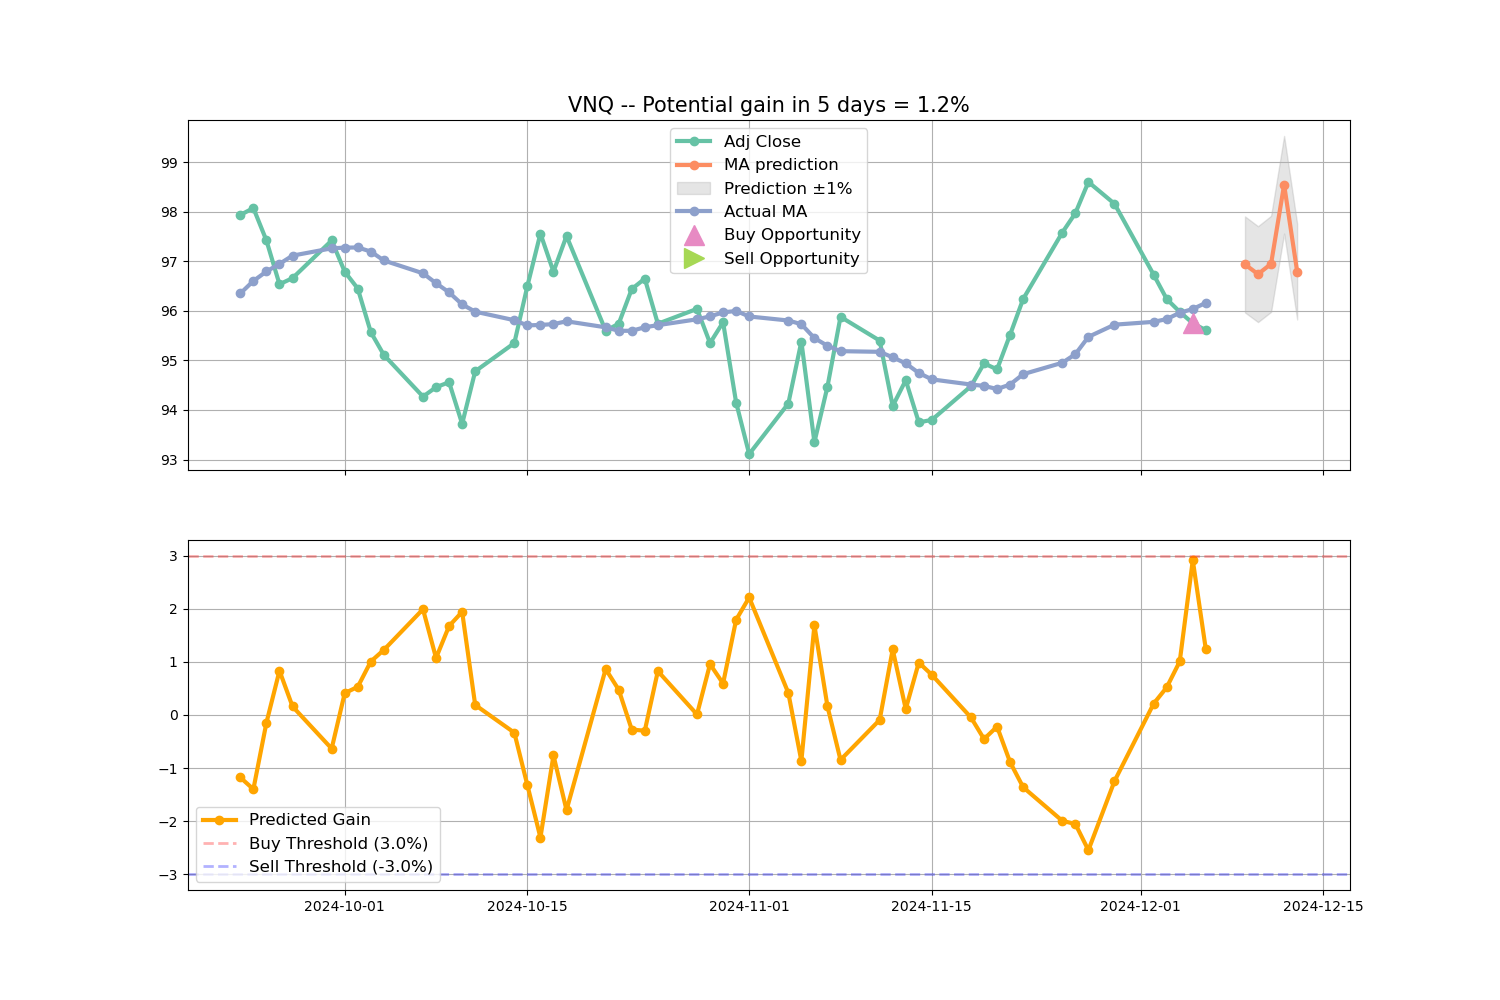 VNQ -- Potential gain in 5 days = 1.2%
99
98
97
96
95
94
93
Adj Close
MA prediction
Prediction ±1%
Actual MA
Buy Opportunity
Sell Opportunity
3
2
1
0
−1
−2
−3
Predicted Gain
Buy Threshold (3.0%)
Sell Threshold (-3.0%)
2024-10-01 2024-10-15 2024-11-01 2024-11-15 2024-12-01 2024-12-15